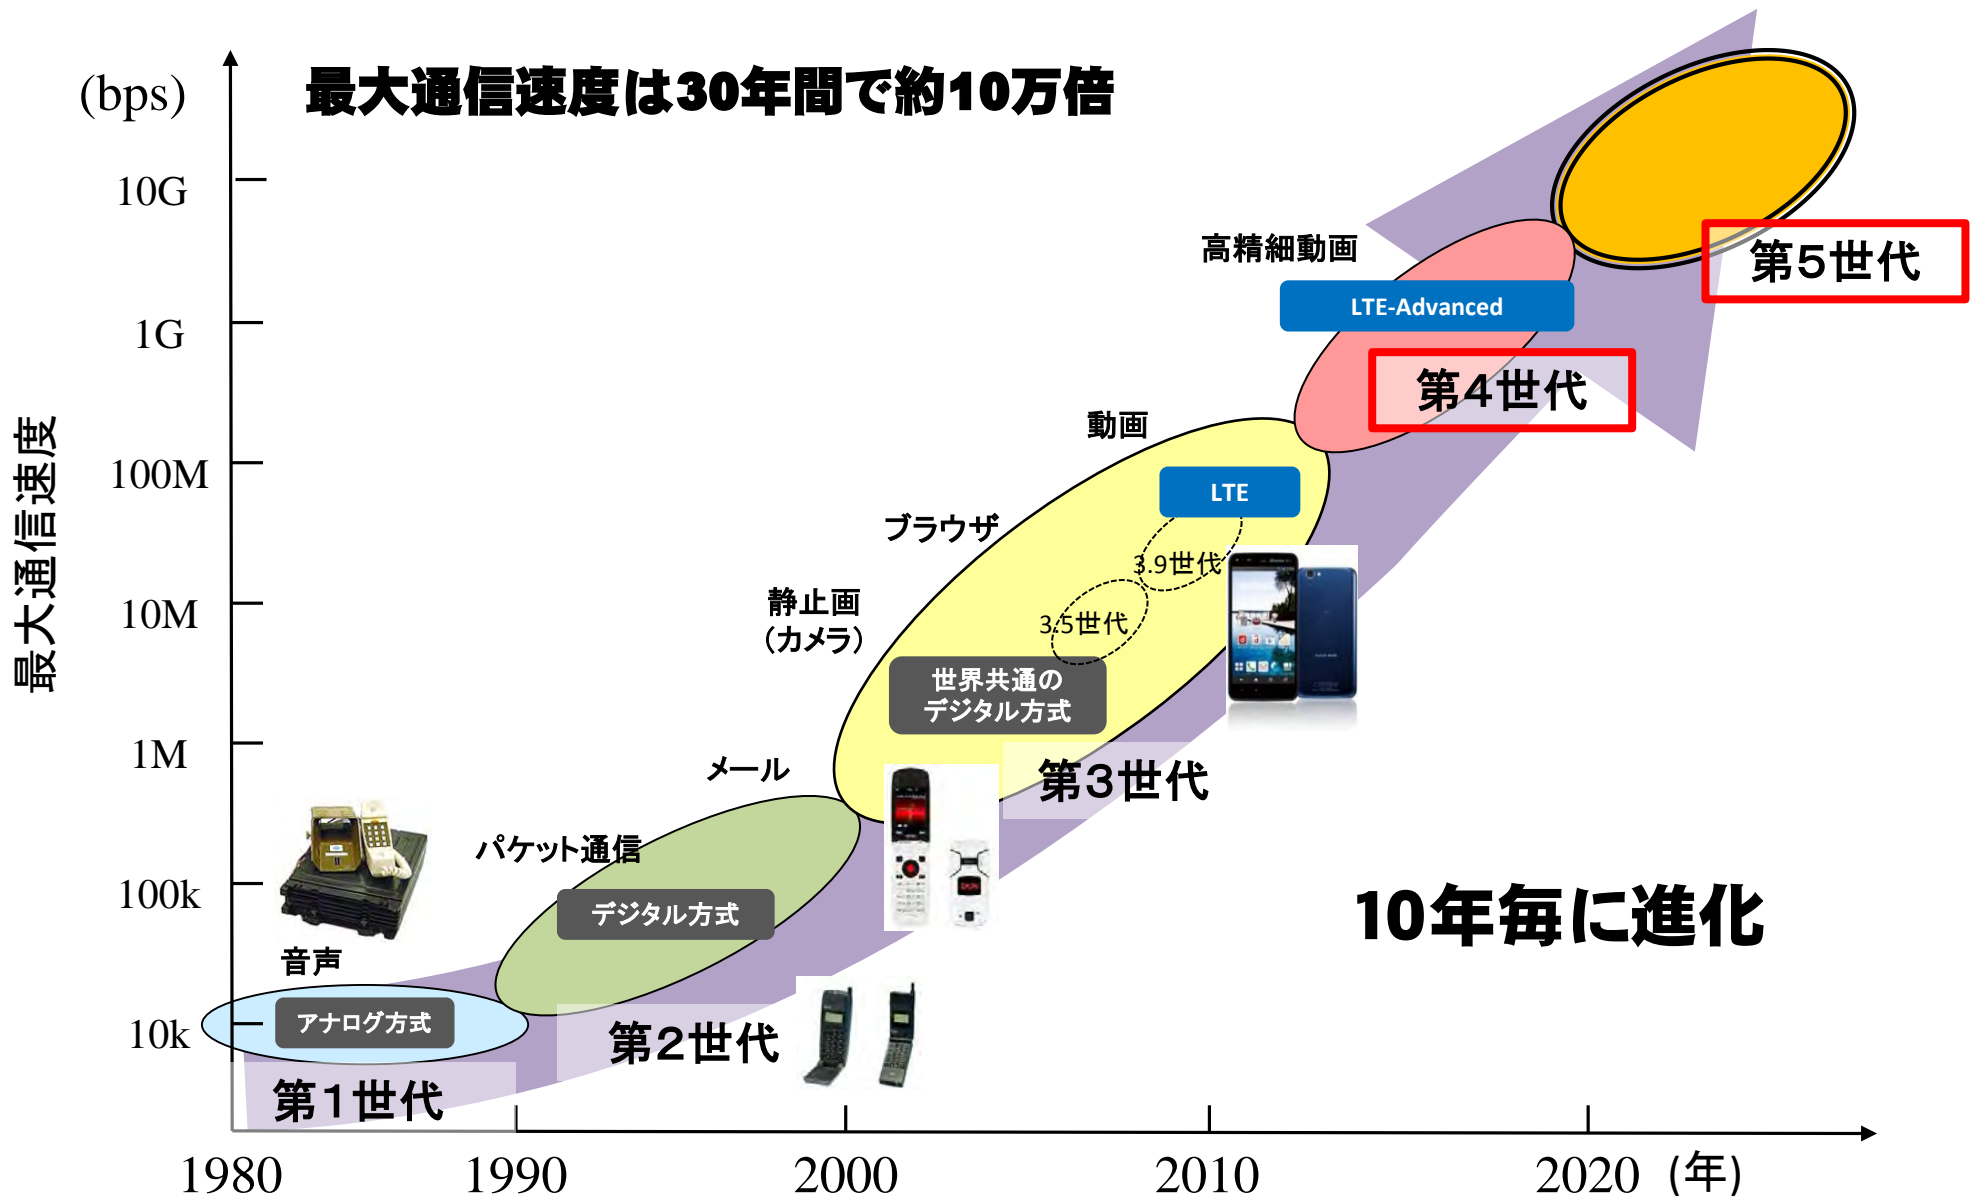 (bps)
最大通信速度は30年間で約10万倍
10G
1G
100M
10M
1M
100k
10k
最大通信速度
高精細動画
LTE-Advanced
第5世代
第4世代
動画
LTE
ブラウザ
3.9世代
静止画
（カメラ）
3.5世代
世界共通の
デジタル方式
第3世代
メール
パケット通信
デジタル方式
第2世代
音声
アナログ方式
第1世代
10年毎に進化
1980
1990
2000
2010
2020
(年)